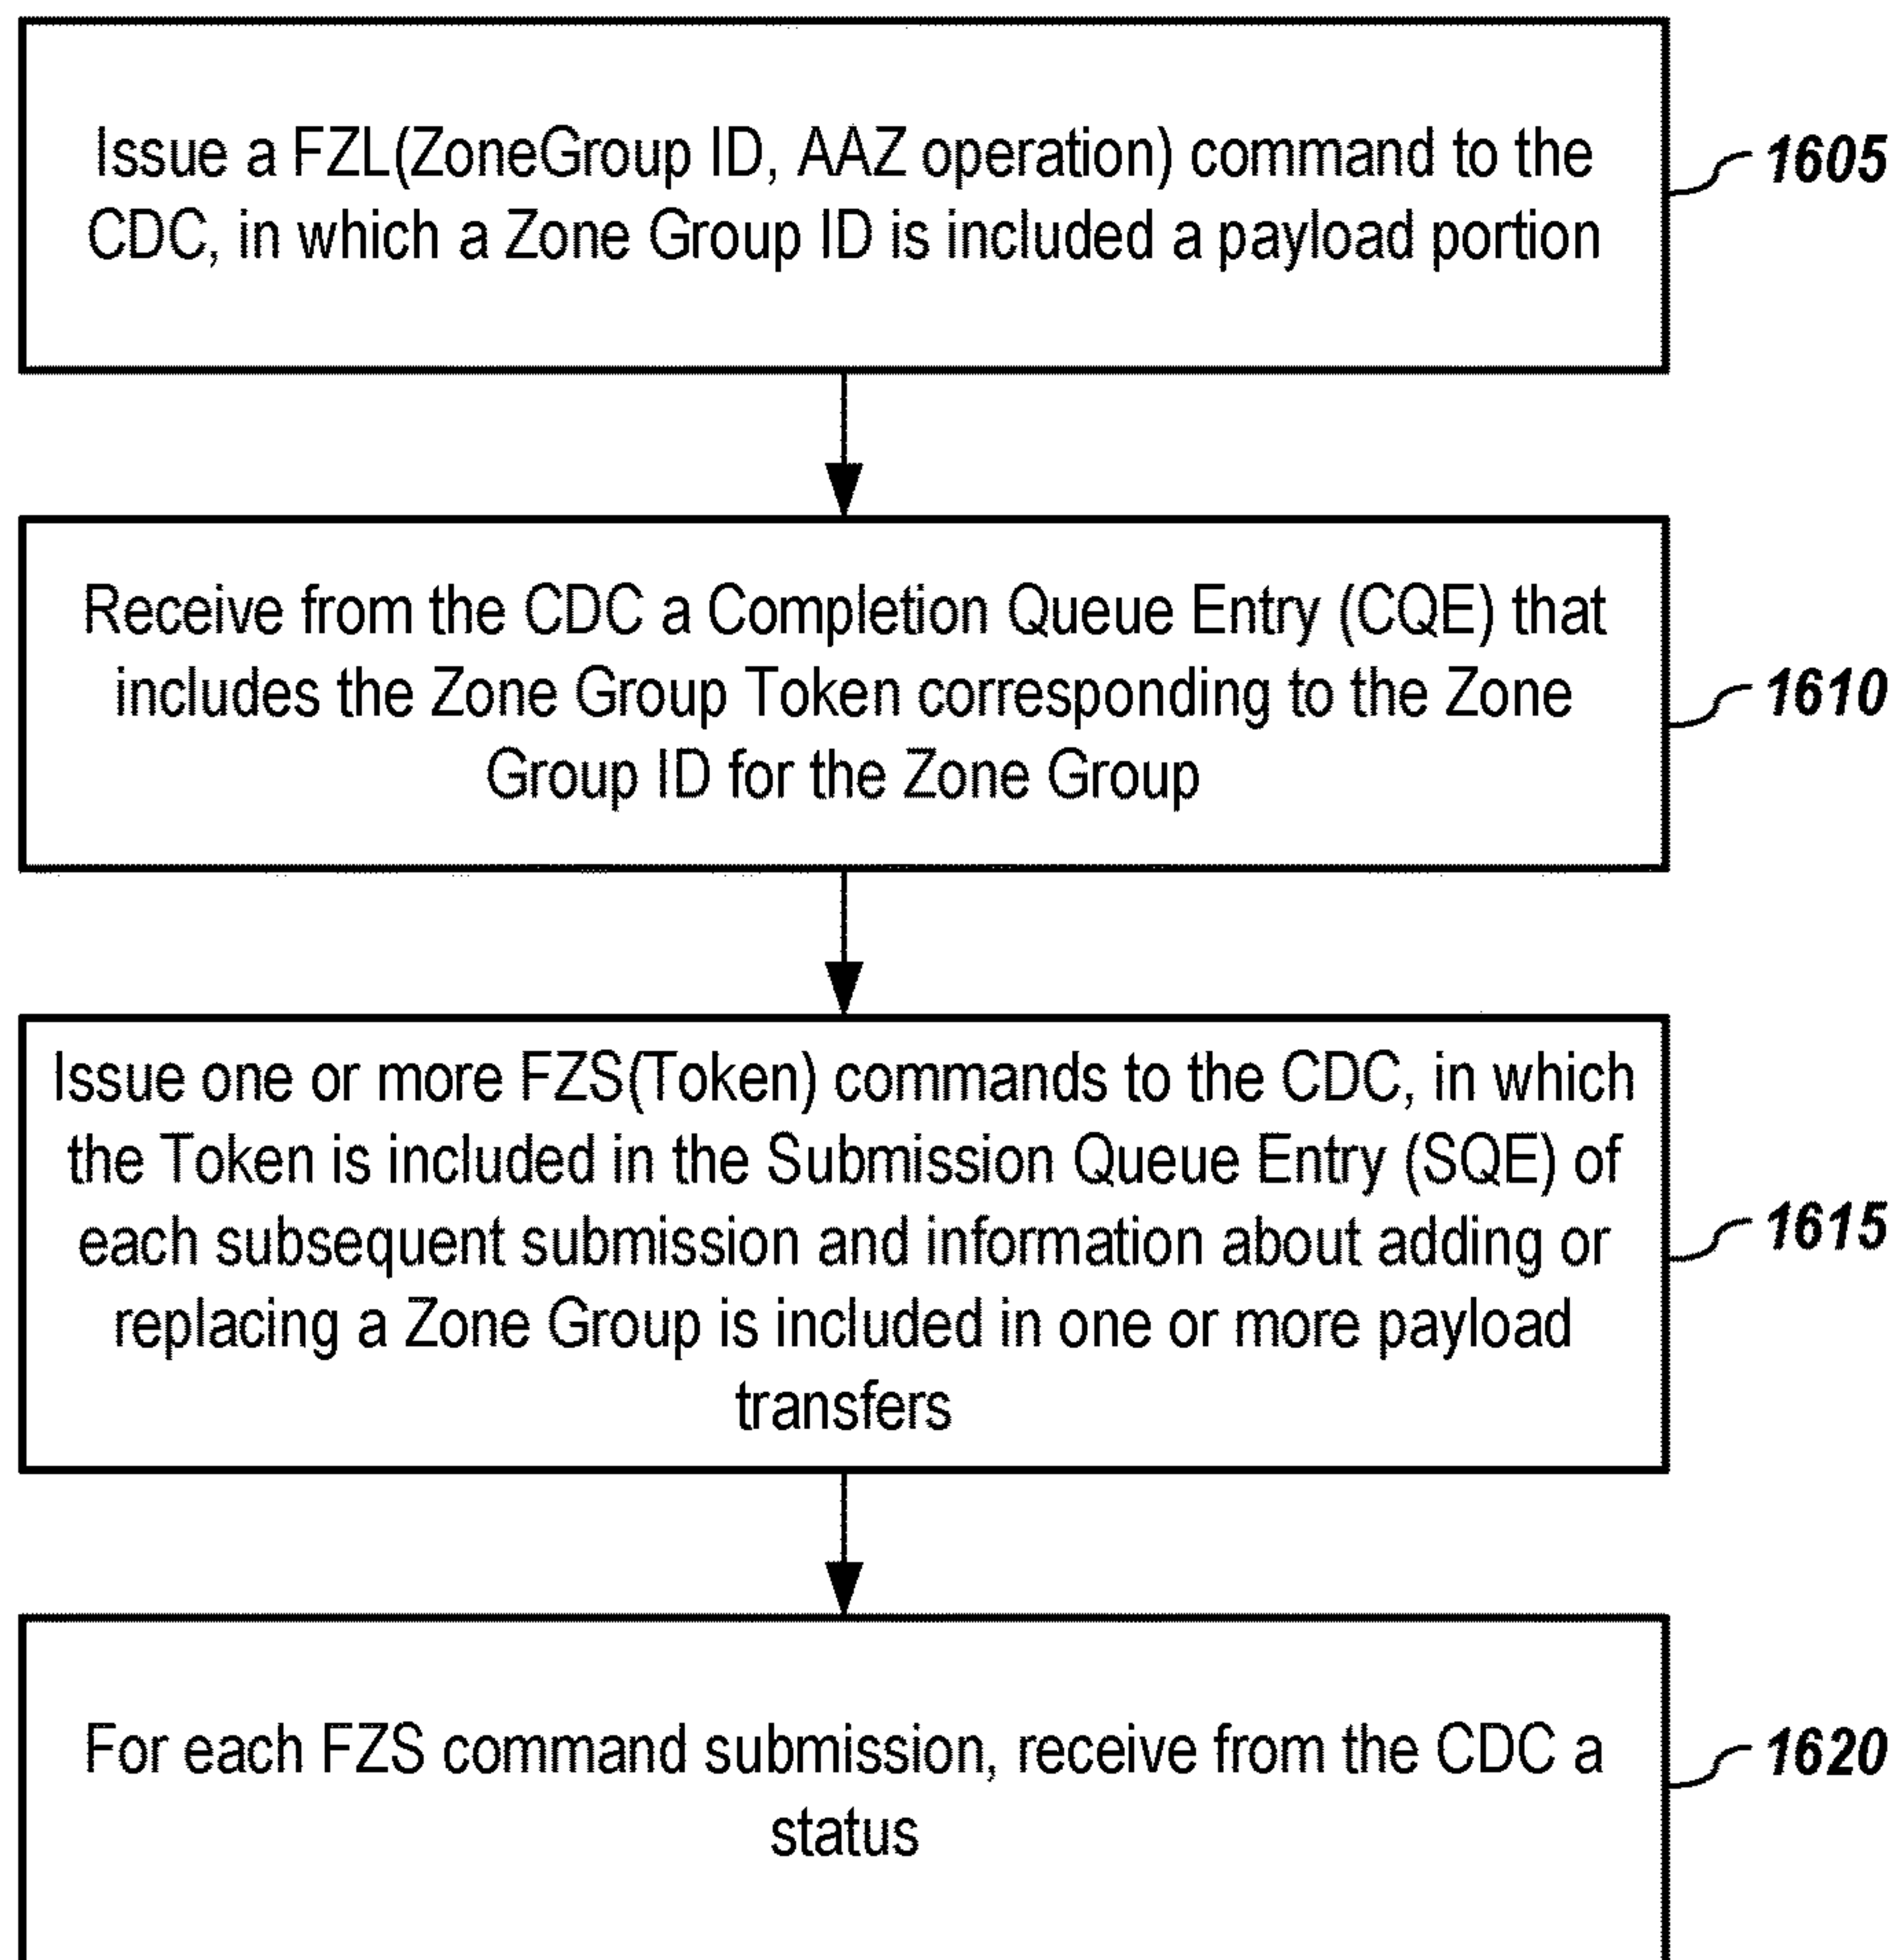 Issue a FZL(ZoneGroup ID, AAZ operation) command to the
CDC, in which a Zone Group ID is included a payload portion
1605
Receive from the CDC a Completion Queue Entry (CQE) that
includes the Zone Group Token corresponding to the Zone
Group ID for the Zone Group
1610
Issue one or more FZS(Token) commands to the CDC, in which
the Token is included in the Submission Queue Entry (SQE) of
each subsequent submission and information about adding or
replacing a Zone Group is included in one or more payload
transfers
1615
For each FZS command submission, receive from the CDC a
status
1620